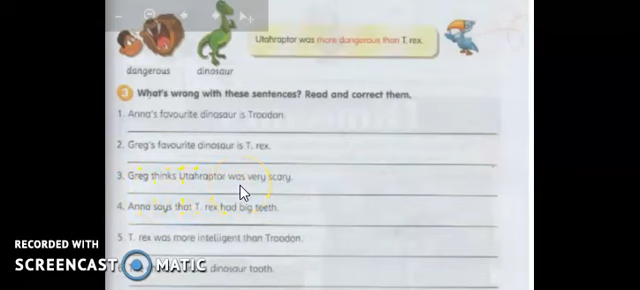 Utahraptor was more dangerous than T. rex.
dangerous dinosaur
3 What's wrong with these sentences? Read and correct them.
1. Anna's favourite dinosaur is Troodon.
2. Greg's favourite dinosaur is T. rex.
3. Greg thinks Utahraptor was very scary.
4. Anna says that T. rex had big teeth.
5. T. rex was more intelligent than Troodon.
dinosaur tooth.
RECORDED WITH
SCREENCAST MATIC